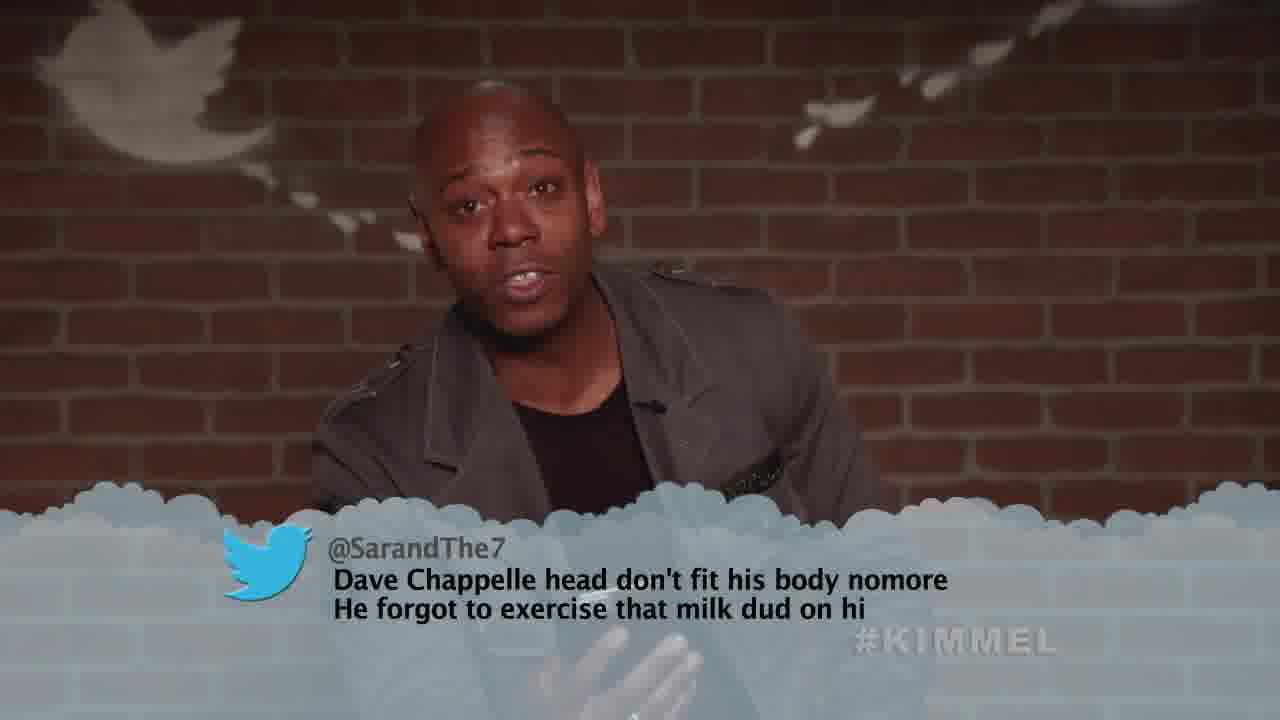 @SarandThe7
Dave Chappelle head don't fit his body nomore
He forgot to exercise that milk dud on hi
#KIMMEL